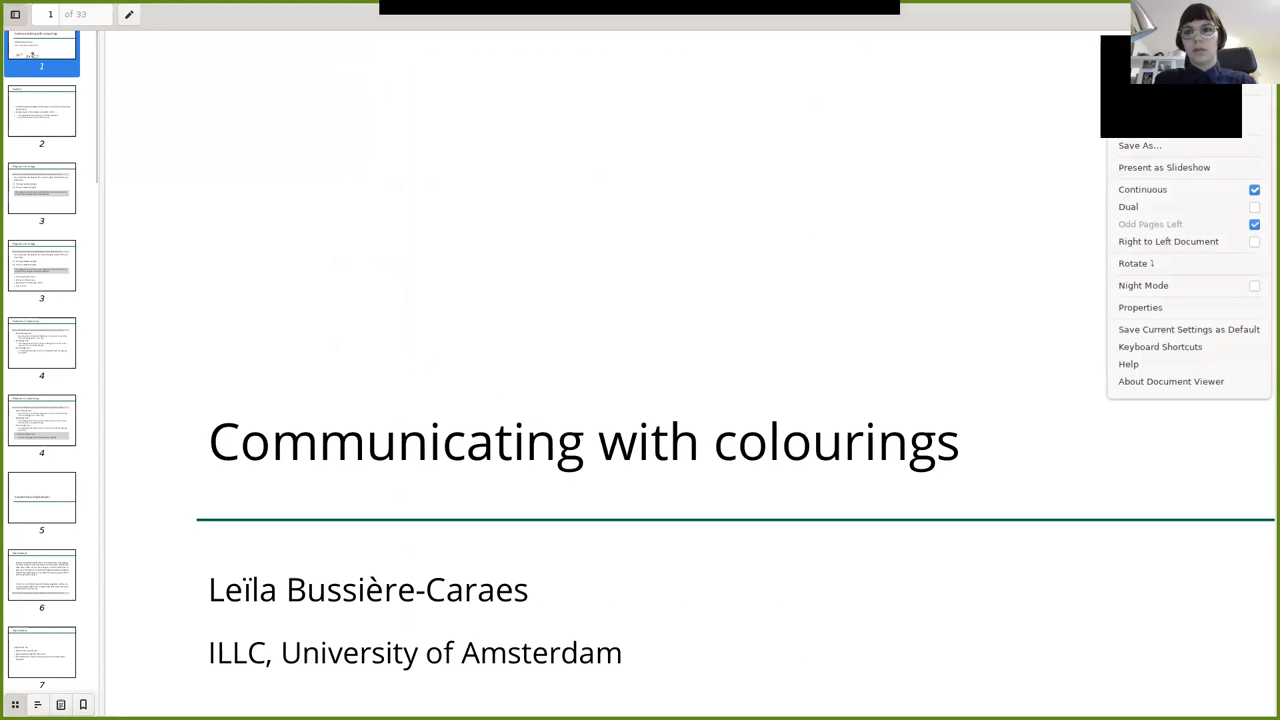 1 of 33
1
2
3
3
4
4
5
6
7
Communicating with colourings
Leïla Bussière-Caraes
ILLC, University of Amsterdam
Save As...
Present as Slideshow
Continuous
Dual
Odd Pages Left
Right to Left Document
Rotate ⤵
Night Mode
Properties
Save Current Settings as Default
Keyboard Shortcuts
Help
About Document Viewer